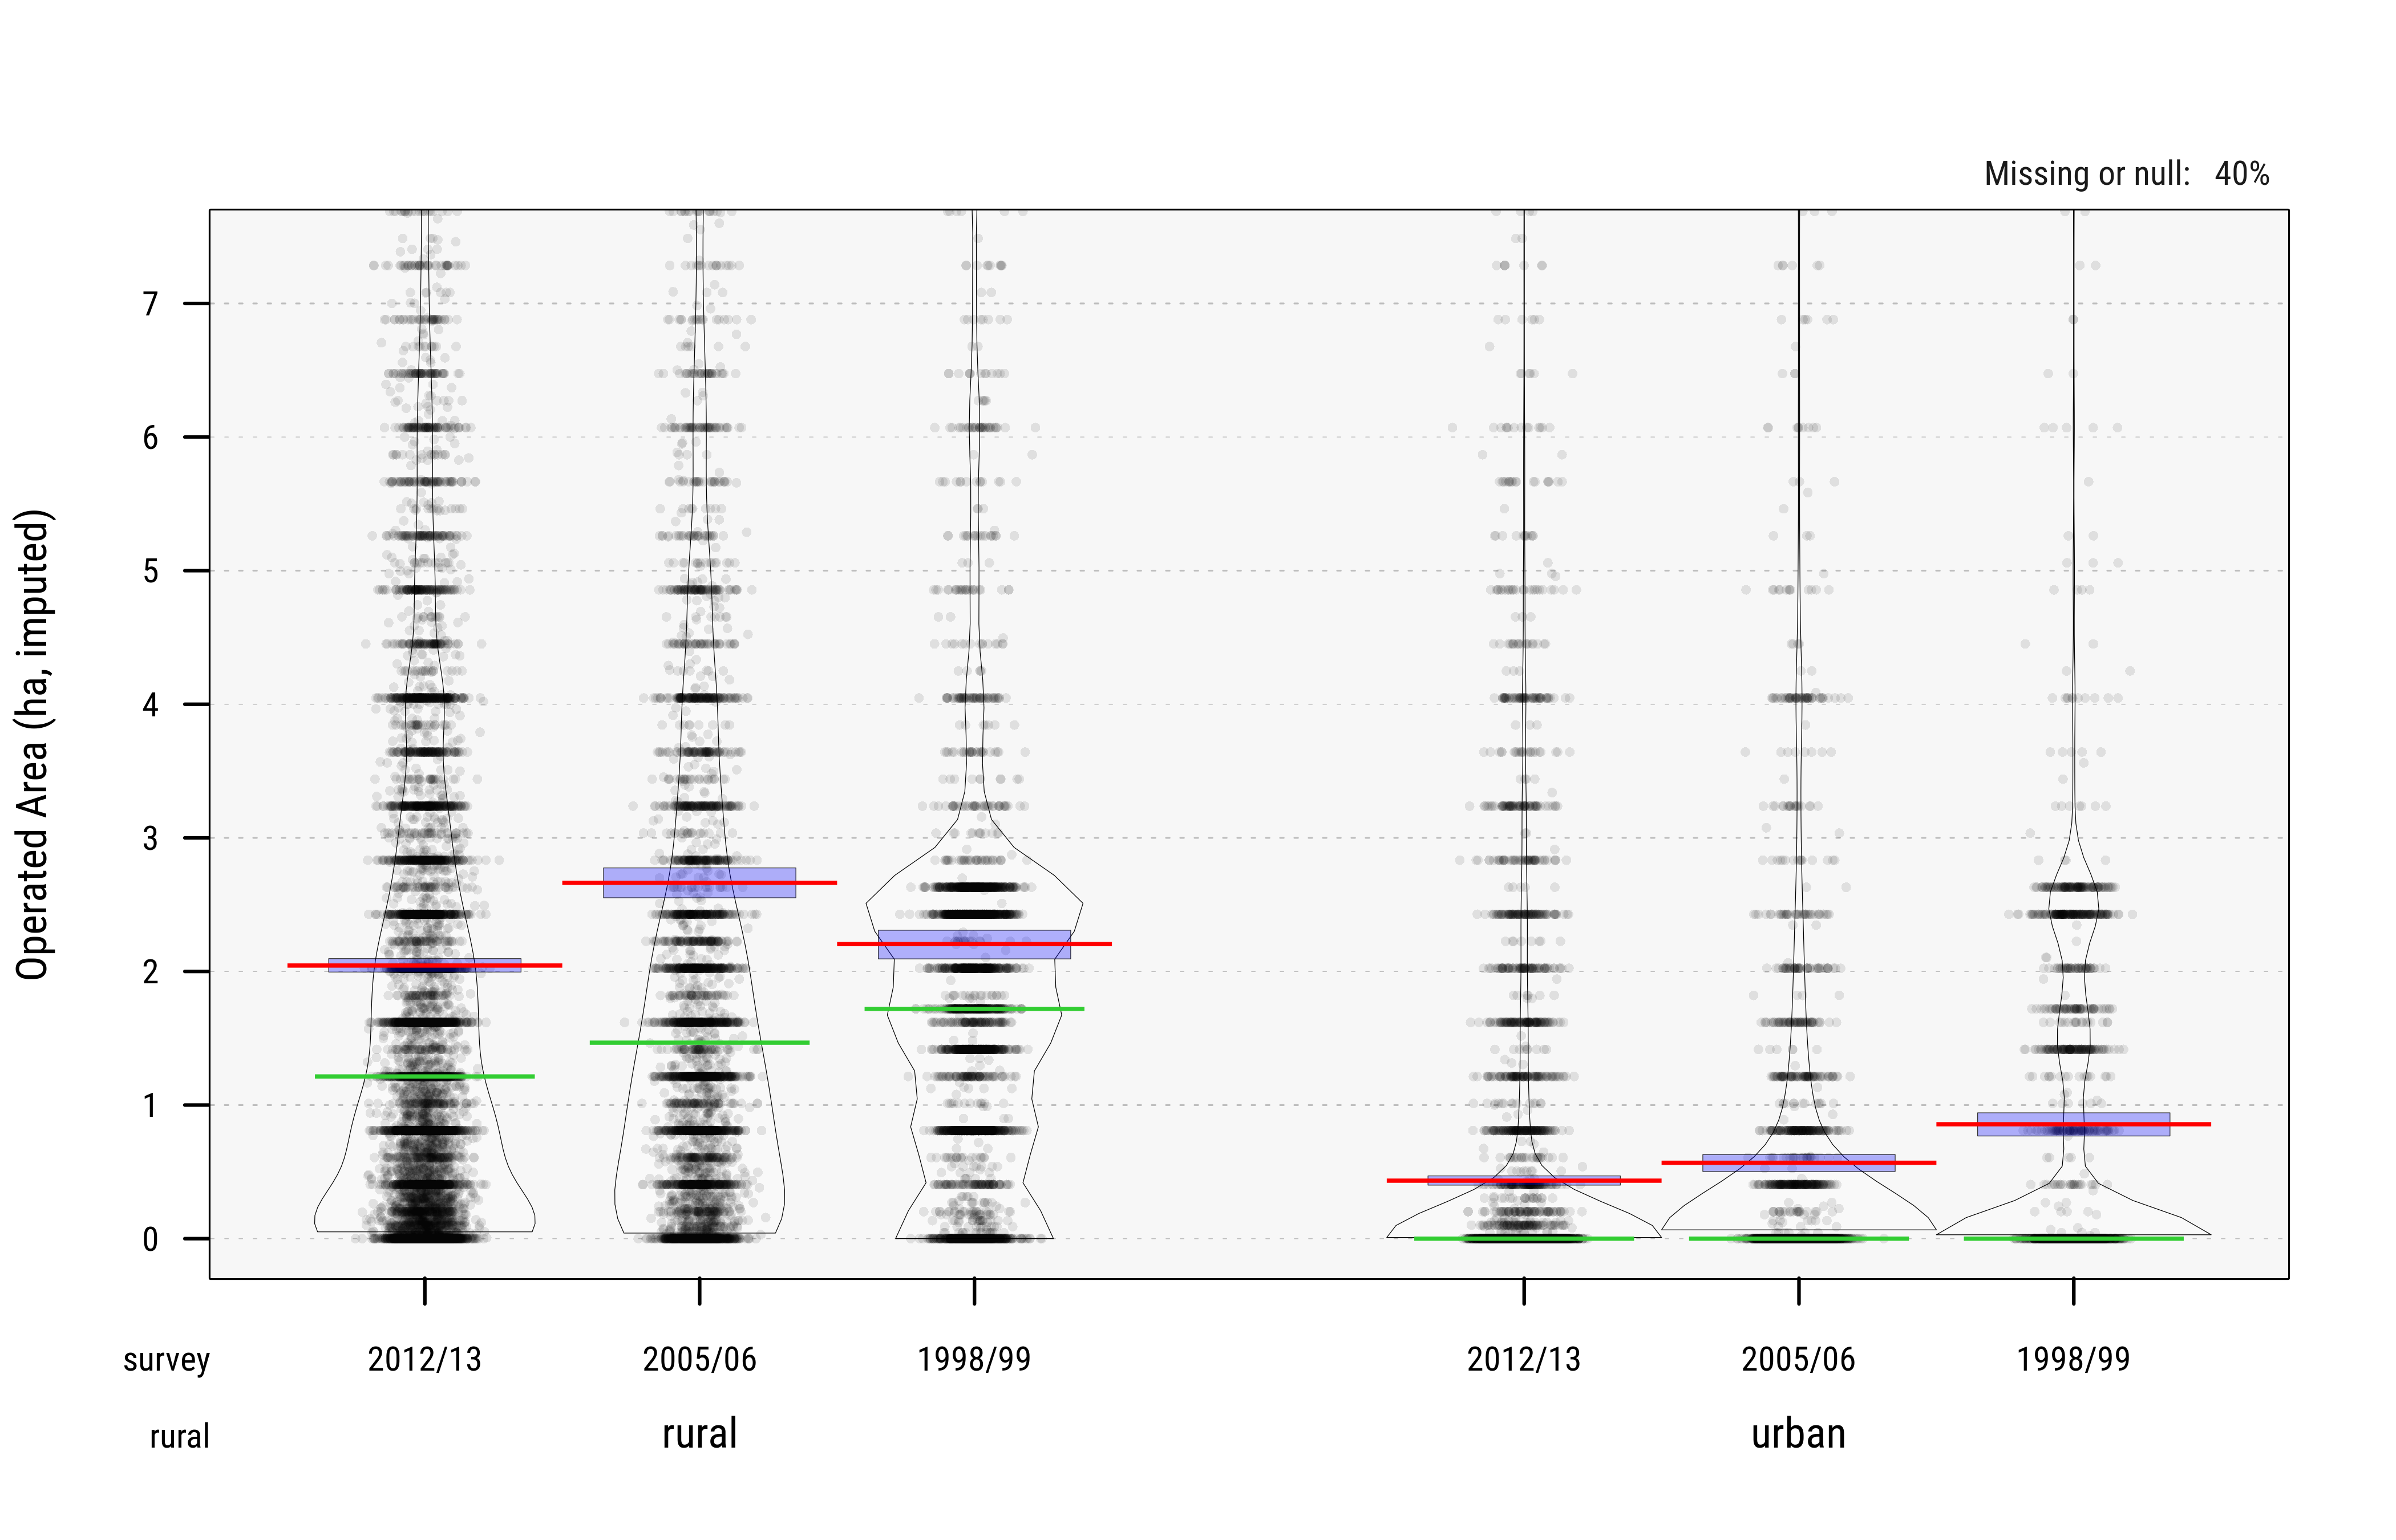 Missing or null: 40%
Operated Area (ha, imputed)
7
6
5
4
3
2
1
0
survey 2012/13 2005/06 1998/99 2012/13 2005/06 1998/99
rural rural urban